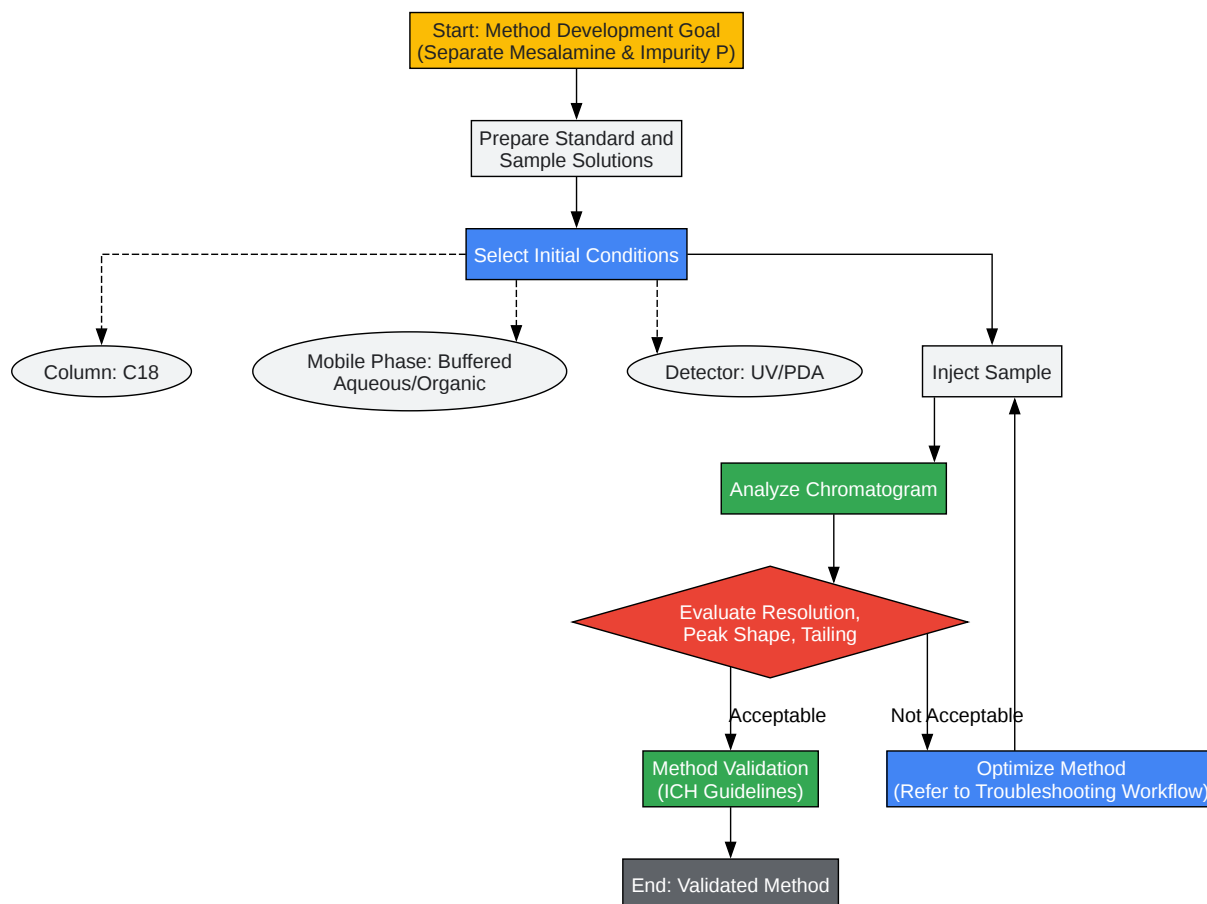 Start: Method Development Goal
(Separate Mesalamine & Impurity P)
Prepare Standard and
Sample Solutions
Select Initial Conditions
Column: C18
Mobile Phase: Buffered
Aqueous/Organic
Detector: UV/PDA
Inject Sample
Analyze Chromatogram
Evaluate Resolution,
Peak Shape, Tailing
Acceptable
Not Acceptable
Method Validation
(ICH Guidelines)
Optimize Method
(Refer to Troubleshooting Workflow)
End: Validated Method